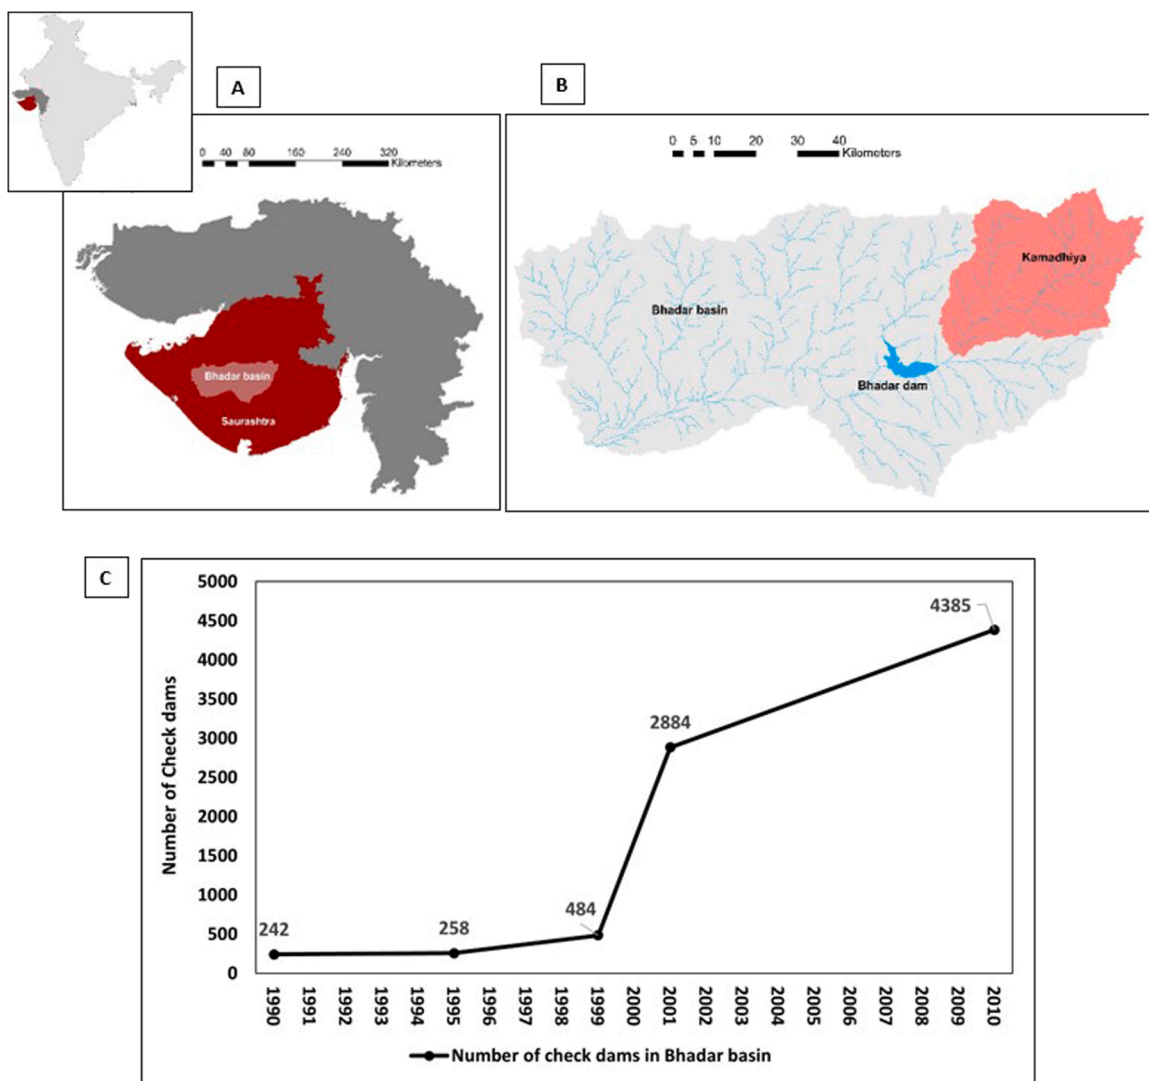 A
B
0 40 80 160 240 320
Kilometers
0 5 10 20 30 40
Kilometers
Bhadar basin
Saurashtra
Kamadhiya
Bhadar basin
Bhadar dam
C
Number of Check dams
5000
4500
4000
3500
3000
2500
2000
1500
1000
500
0
242
258
484
2884
4385
1990 1991 1992 1993 1994 1995 1996 1997 1998 1999 2000 2001 2002 2003 2004 2005 2006 2007 2008 2009 2010
Number of check dams in Bhadar basin